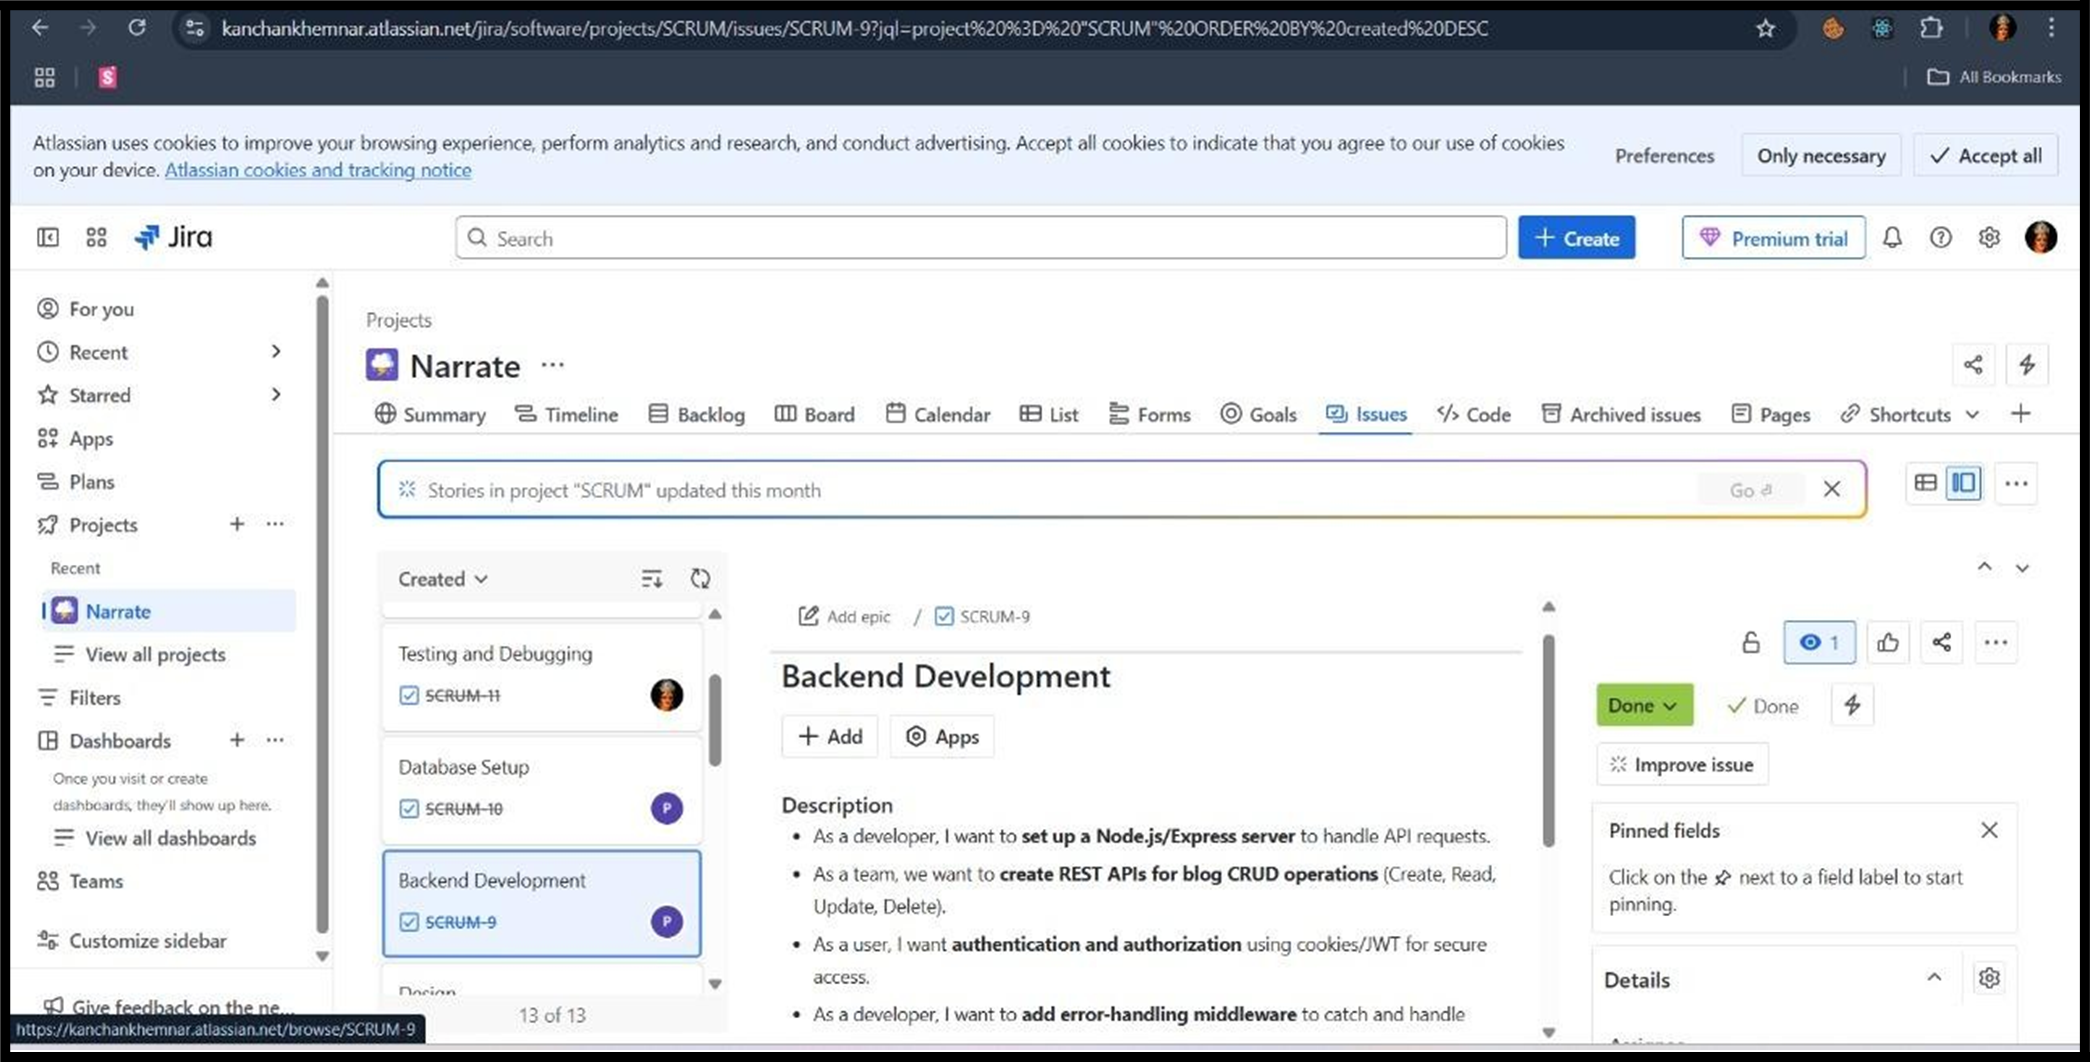 kanchankhemnar.atlassian.net/jira/software/projects/SCRUM/issues/SCRUM-9?jql=project%20%3D%20"SCRUM"%20ORDER%20BY%20created%20DESC
All Bookmarks
Atlassian uses cookies to improve your browsing experience, perform analytics and research, and conduct advertising. Accept all cookies to indicate that you agree to our use of cookies
on your device. Atlassian cookies and tracking notice
Preferences
Only necessary
Accept all
Jira
Search
+ Create
Premium trial
For you
Recent
Starred
Apps
Plans
Projects
Recent
Narrate
View all projects
Filters
Dashboards
Once you visit or create
dashboards, they'll show up here.
View all dashboards
Teams
Customize sidebar
Give feedback on the ne...
https://kanchankhemnar.atlassian.net/browse/SCRUM-9
Projects
Narrate
Summary
Timeline
Backlog
Board
Calendar
List
Forms
Goals
Issues
Code
Archived issues
Pages
Shortcuts
Stories in project "SCRUM" updated this month
Go
Created
Testing and Debugging
SCRUM-11
Database Setup
SCRUM-10
P
Backend Development
SCRUM-9
P
Design
13 of 13
Add epic / SCRUM-9
Backend Development
+ Add
Apps
Description
• As a developer, I want to set up a Node.js/Express server to handle API requests.
• As a team, we want to create REST APIs for blog CRUD operations (Create, Read,
Update, Delete).
• As a user, I want authentication and authorization using cookies/JWT for secure
access.
• As a developer, I want to add error-handling middleware to catch and handle
1
Done
Done
Improve issue
Pinned fields
Click on the next to a field label to start
pinning.
Details
Assignee